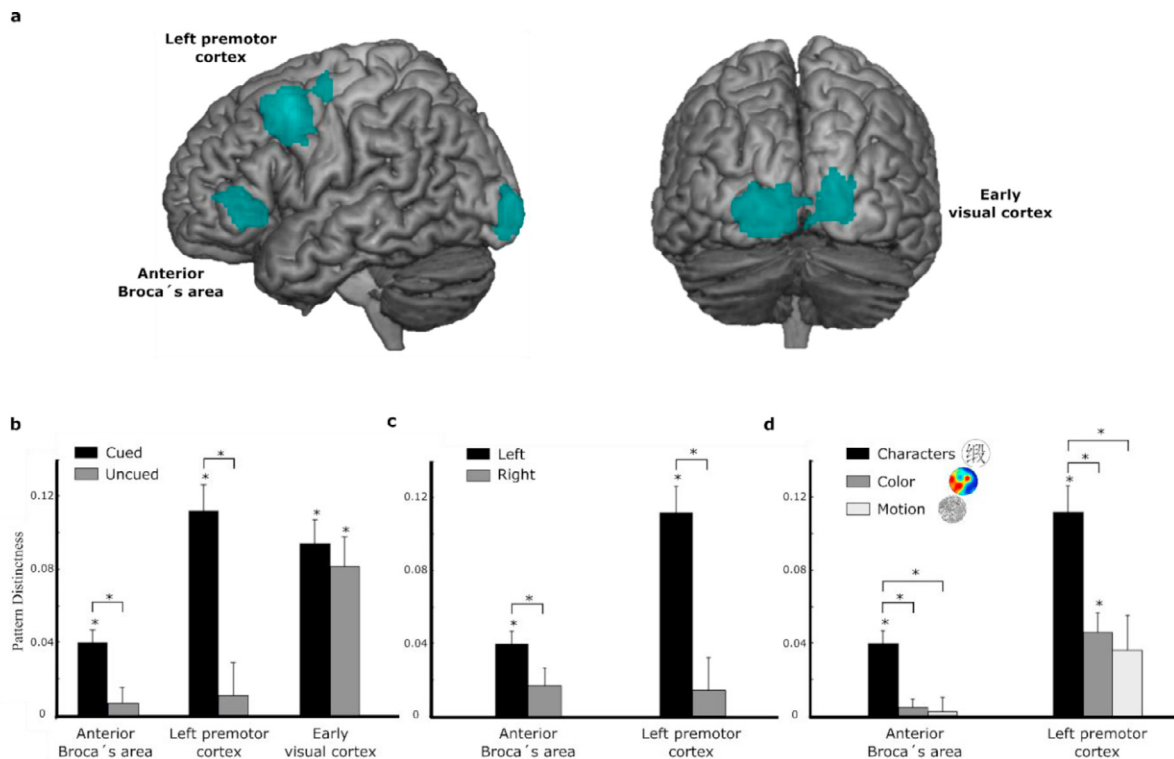 a
Left premotor
cortex
Anterior
Broca´s area
Early
visual cortex
b
Cued
Uncued
Pattern Distinctness
0.12
0.08
0.04
0
*
*
*
*
*
*
Anterior
Broca´s area
Left premotor
cortex
Early
visual cortex
c
Left
Right
0.12
0.08
0.04
0
*
*
*
*
Anterior
Broca´s area
Left premotor
cortex
d
Characters
緞
Color
Motion
0.12
0.08
0.04
0
*
*
*
*
*
*
*
Anterior
Broca´s area
Left premotor
cortex